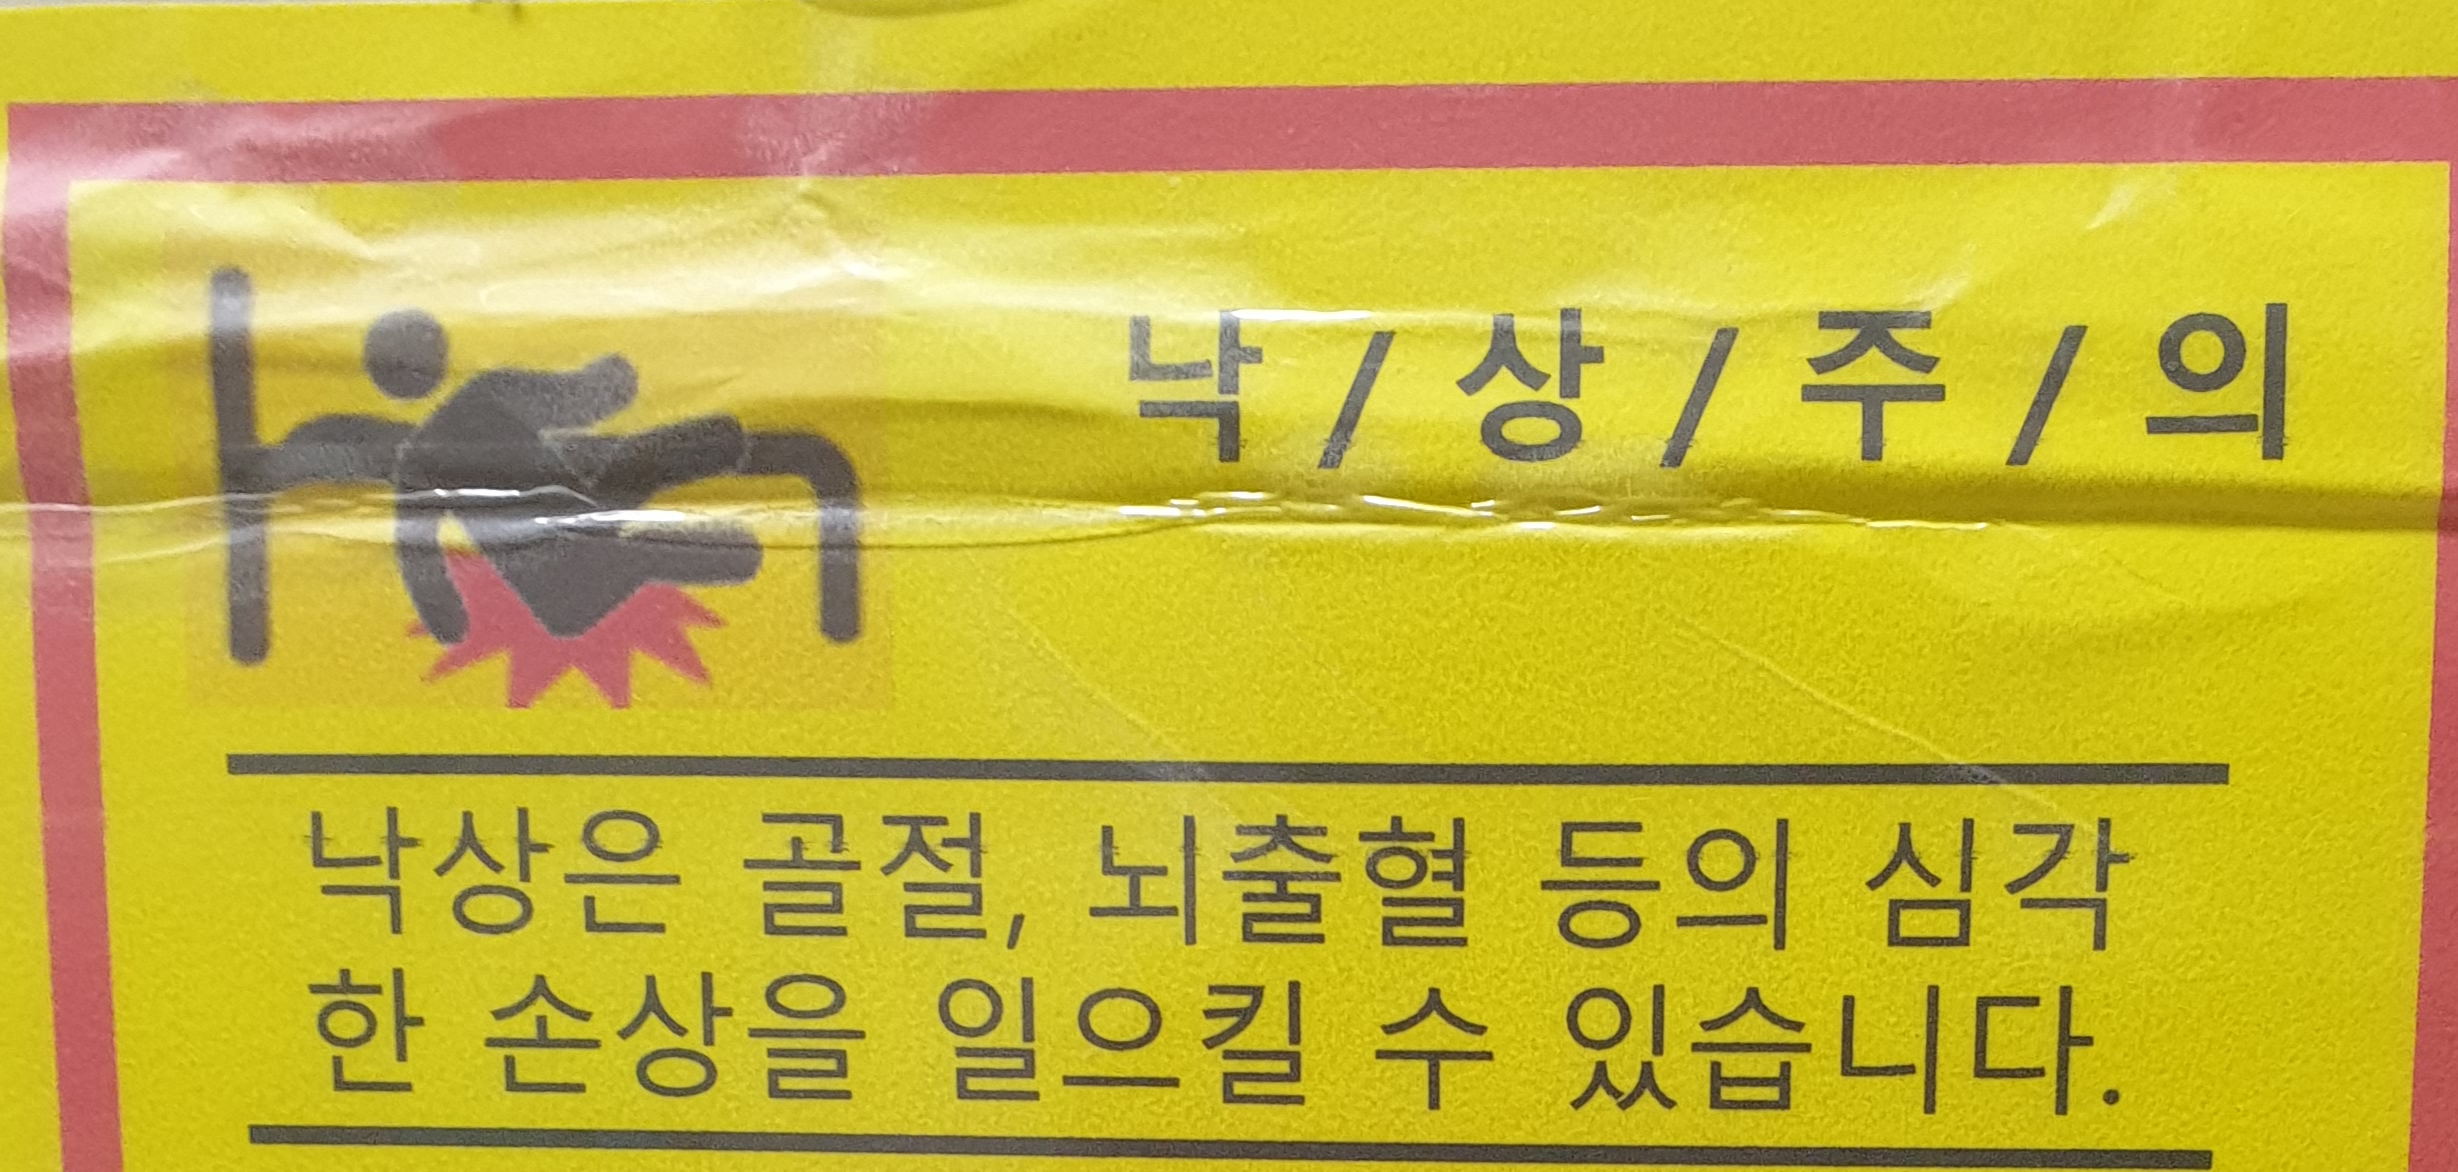 낙/상/주/의
낙상은 골절, 뇌출혈 등의 심각
한 손상을 일으킬 수 있습니다.